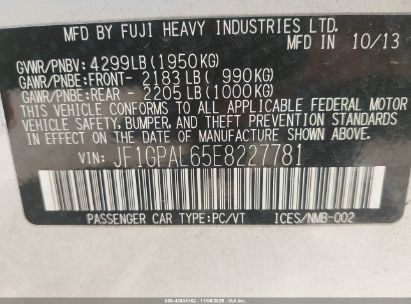 MFD BY FUJI HEAVY INDUSTRIES LTD.
10/13
GVWR/PNBV: 4299LB (1950KG)
GAWR/PNBE: FRONT- 2183 LB ( 990KG)
GAWR/PNBE: REAR - 2205 LB (1000KG)
THIS VEHICLE CONFORMS TO ALL APPLICABLE FEDERAL MOTOR
VEHICLE SAFETY, BUMPER, AND THEFT PREVENTION STANDARDS
IN EFFECT ON THE DATE OF MANUFACTURE SHOWN ABOVE.
VIN: JF1GPAL65E8227781
PASSENGER CAR TYPE:PC/VT ICES/NMB-002